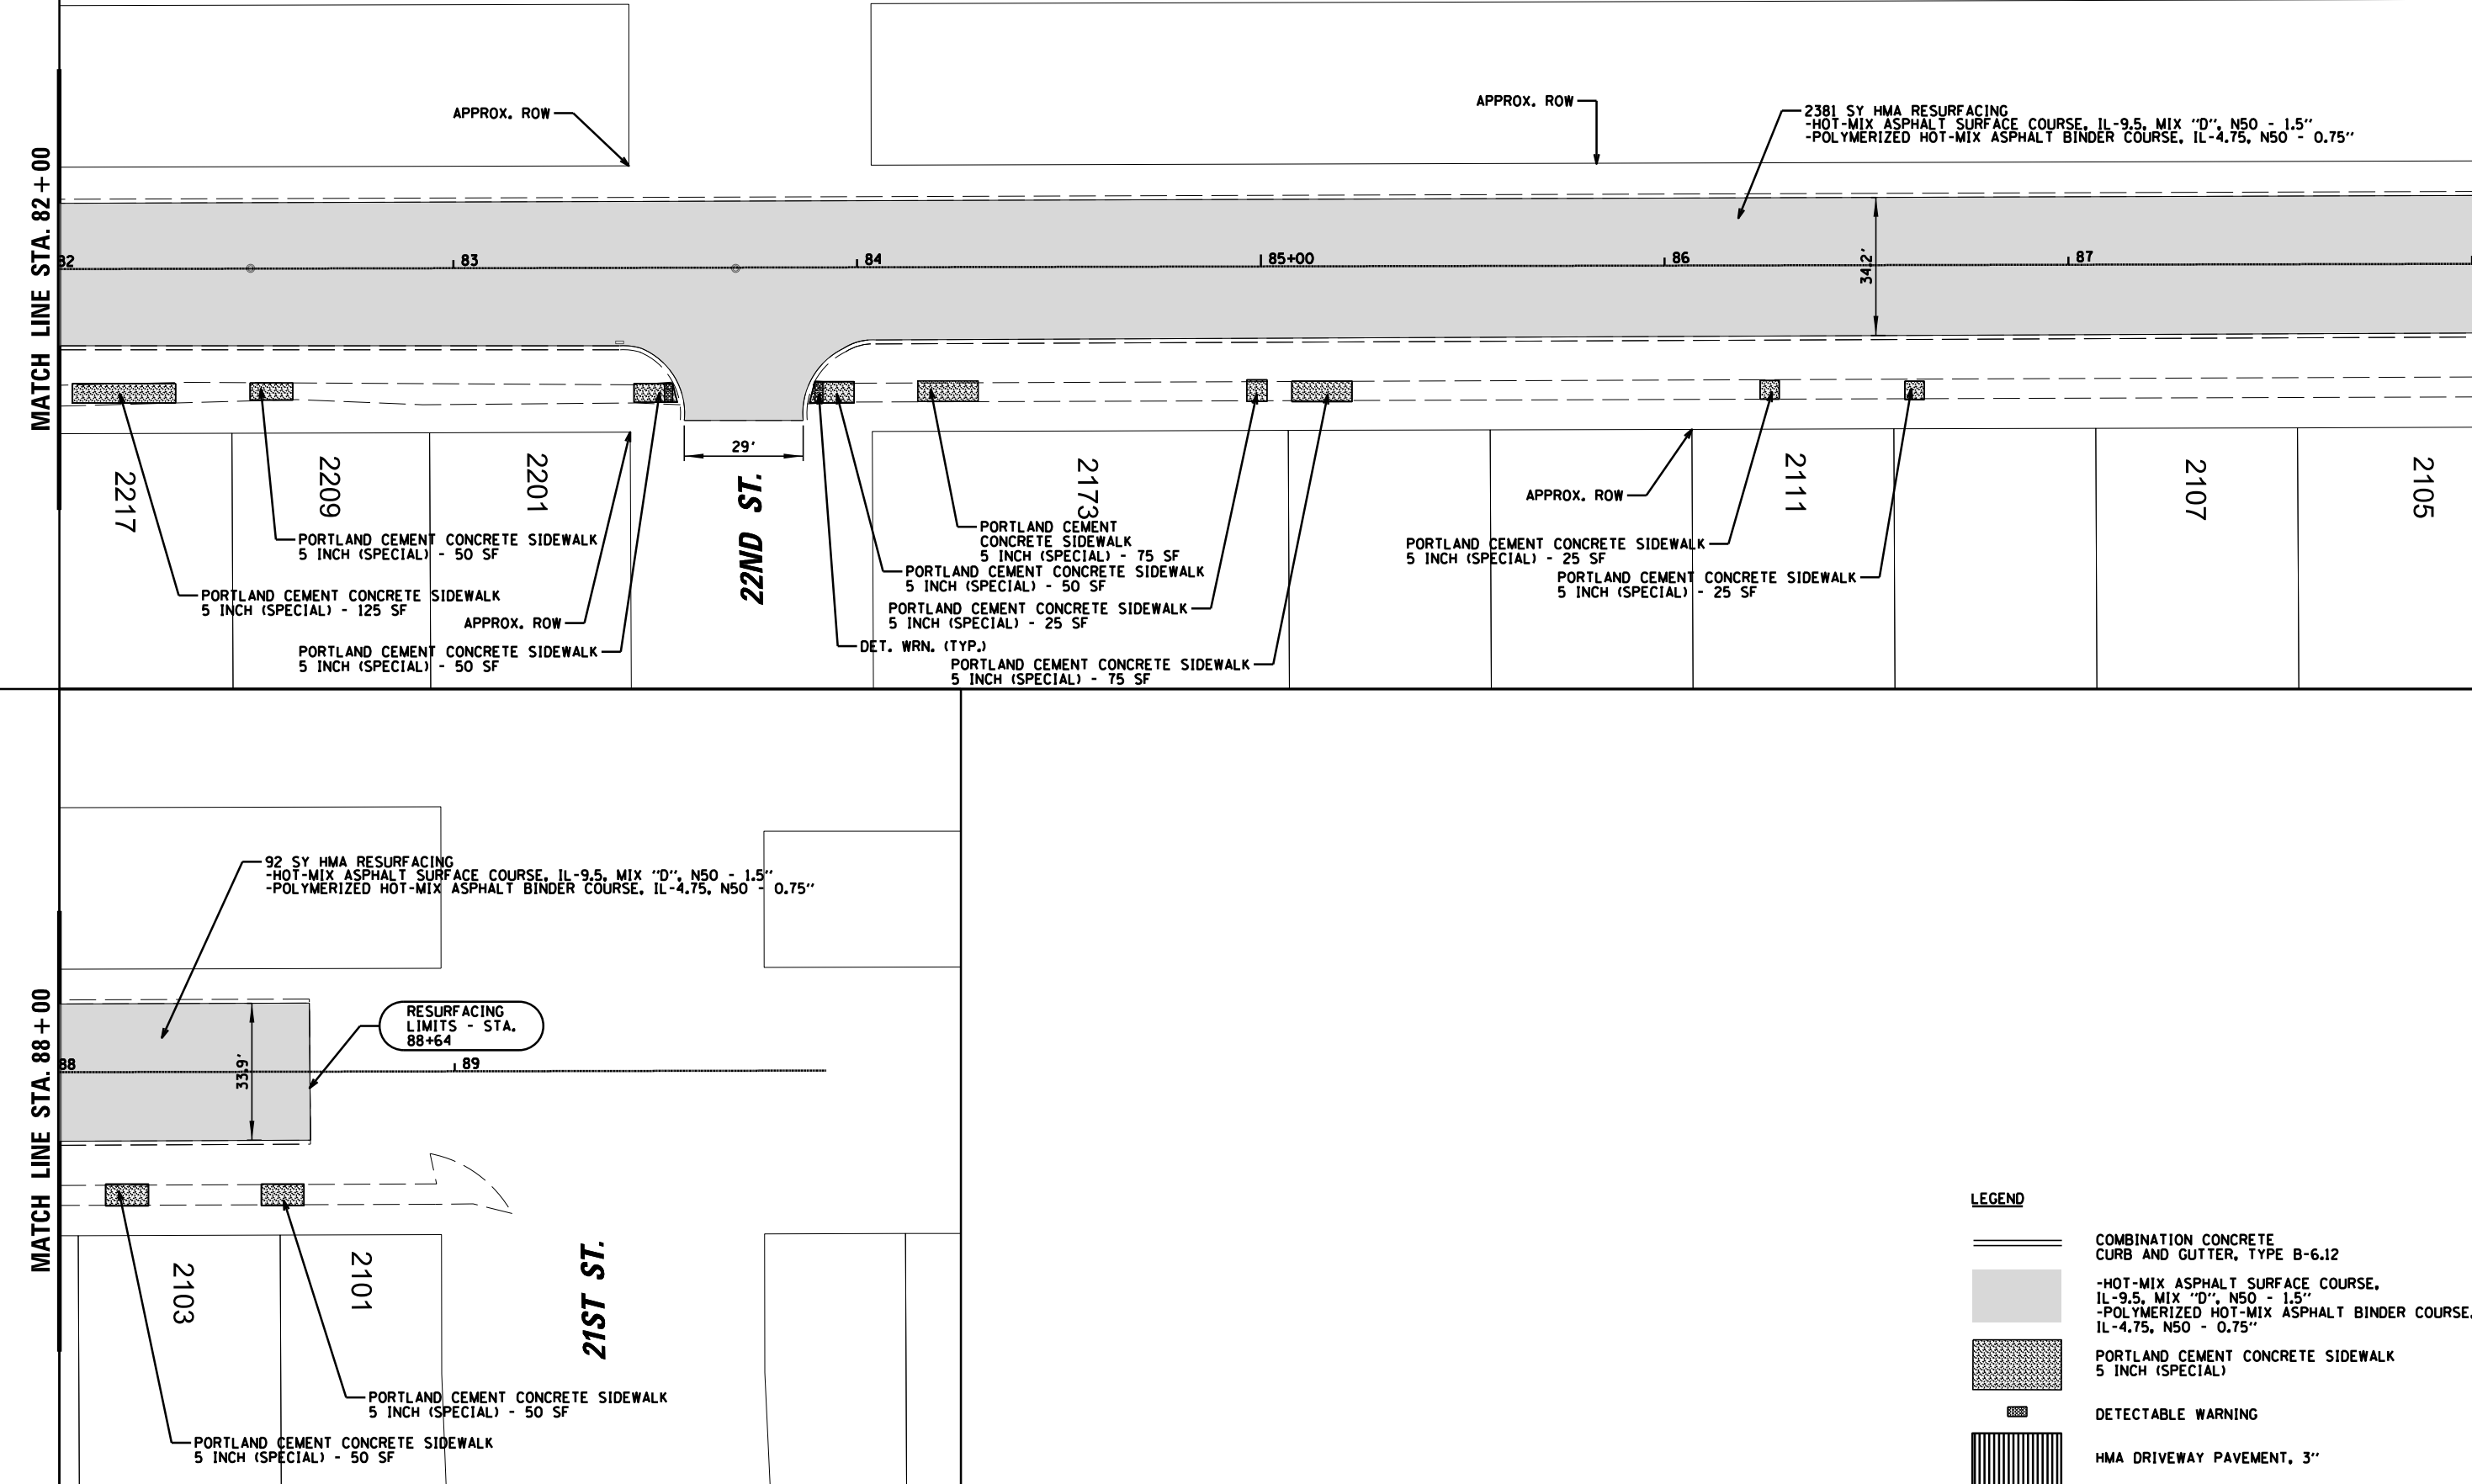 APPROX. ROW
APPROX. ROW
2381 SY HMA RESURFACING
-HOT-MIX ASPHALT SURFACE COURSE, IL-9.5, MIX "D", N50 - 1.5"
-POLYMERIZED HOT-MIX ASPHALT BINDER COURSE, IL-4.75, N50 - 0.75"
MATCH LINE STA. 82+00
82
83
84
85+00
86
87
34.2'
29'
22ND ST.
2217
2209
2201
2173
2111
2107
2105
PORTLAND CEMENT CONCRETE SIDEWALK
5 INCH (SPECIAL) - 50 SF
PORTLAND CEMENT CONCRETE SIDEWALK
5 INCH (SPECIAL) - 125 SF
APPROX. ROW
PORTLAND CEMENT CONCRETE SIDEWALK
5 INCH (SPECIAL) - 50 SF
PORTLAND CEMENT
CONCRETE SIDEWALK
5 INCH (SPECIAL) - 75 SF
PORTLAND CEMENT CONCRETE SIDEWALK
5 INCH (SPECIAL) - 50 SF
PORTLAND CEMENT CONCRETE SIDEWALK
5 INCH (SPECIAL) - 25 SF
DET. WRN. (TYP.)
PORTLAND CEMENT CONCRETE SIDEWALK
5 INCH (SPECIAL) - 75 SF
APPROX. ROW
PORTLAND CEMENT CONCRETE SIDEWALK
5 INCH (SPECIAL) - 25 SF
PORTLAND CEMENT CONCRETE SIDEWALK
5 INCH (SPECIAL) - 25 SF
92 SY HMA RESURFACING
-HOT-MIX ASPHALT SURFACE COURSE, IL-9.5, MIX "D", N50 - 1.5"
-POLYMERIZED HOT-MIX ASPHALT BINDER COURSE, IL-4.75, N50 - 0.75"
MATCH LINE STA. 88+00
RESURFACING
LIMITS - STA.
88+64
88
89
33.9'
2103
2101
21ST ST.
PORTLAND CEMENT CONCRETE SIDEWALK
5 INCH (SPECIAL) - 50 SF
PORTLAND CEMENT CONCRETE SIDEWALK
5 INCH (SPECIAL) - 50 SF
LEGEND
COMBINATION CONCRETE
CURB AND GUTTER, TYPE B-6.12
-HOT-MIX ASPHALT SURFACE COURSE,
IL-9.5, MIX "D", N50 - 1.5"
-POLYMERIZED HOT-MIX ASPHALT BINDER COURSE,
IL-4.75, N50 - 0.75"
PORTLAND CEMENT CONCRETE SIDEWALK
5 INCH (SPECIAL)
DETECTABLE WARNING
HMA DRIVEWAY PAVEMENT, 3"